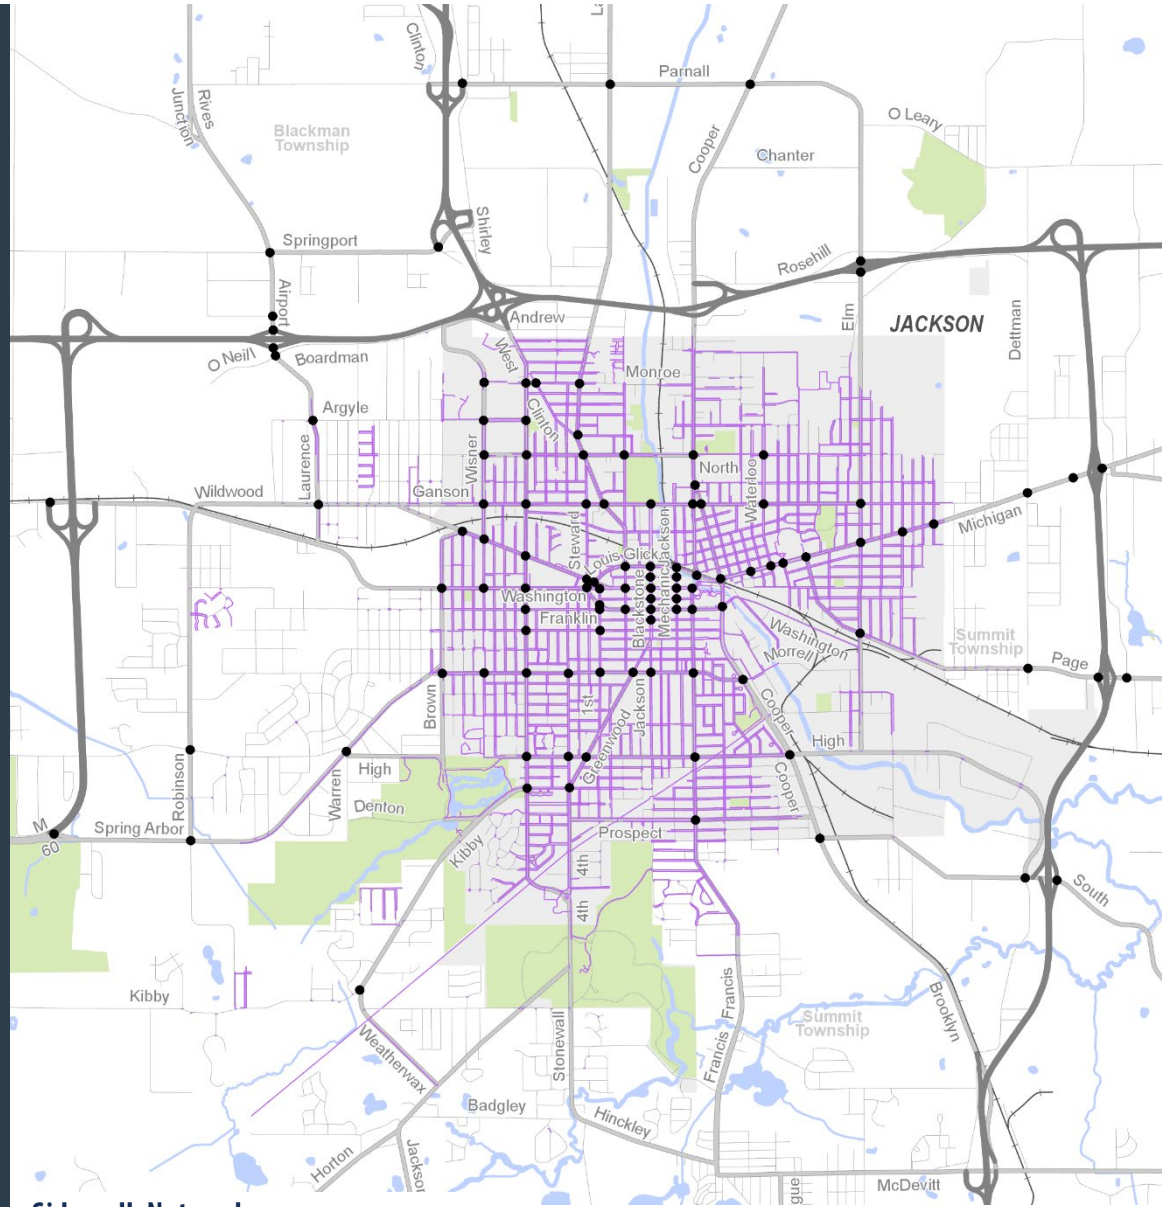 Clinton
Parnall
Rives
Junction
O Leary
Blackman
Township
Cooper
Chanter
Shirley
Springport
Rosehill
Airport
Andrew
Elm
JACKSON
Dettman
O Neill
Boardman
West
Monroe
Argyle
Clinton
Laurence
Wisner
North
Waterloo
Wildwood
Ganson
Michigan
Steward
Jackson
Louis Glick
Mechanic
Blackstone
Washington
Franklin
Washington
Morrell
Summit
Township
Page
Brown
1st
Jackson
Greenwood
Cooper
High
High
Warren
Robinson
Denton
Cooper
M
60
Spring Arbor
Prospect
Kibby
4th
4th
South
Kibby
Francis
Francis
Stonewall
Brooklyn
Summit
Township
Weatherwax
Badgley
Hinckley
Horton
Jackson
McDevitt